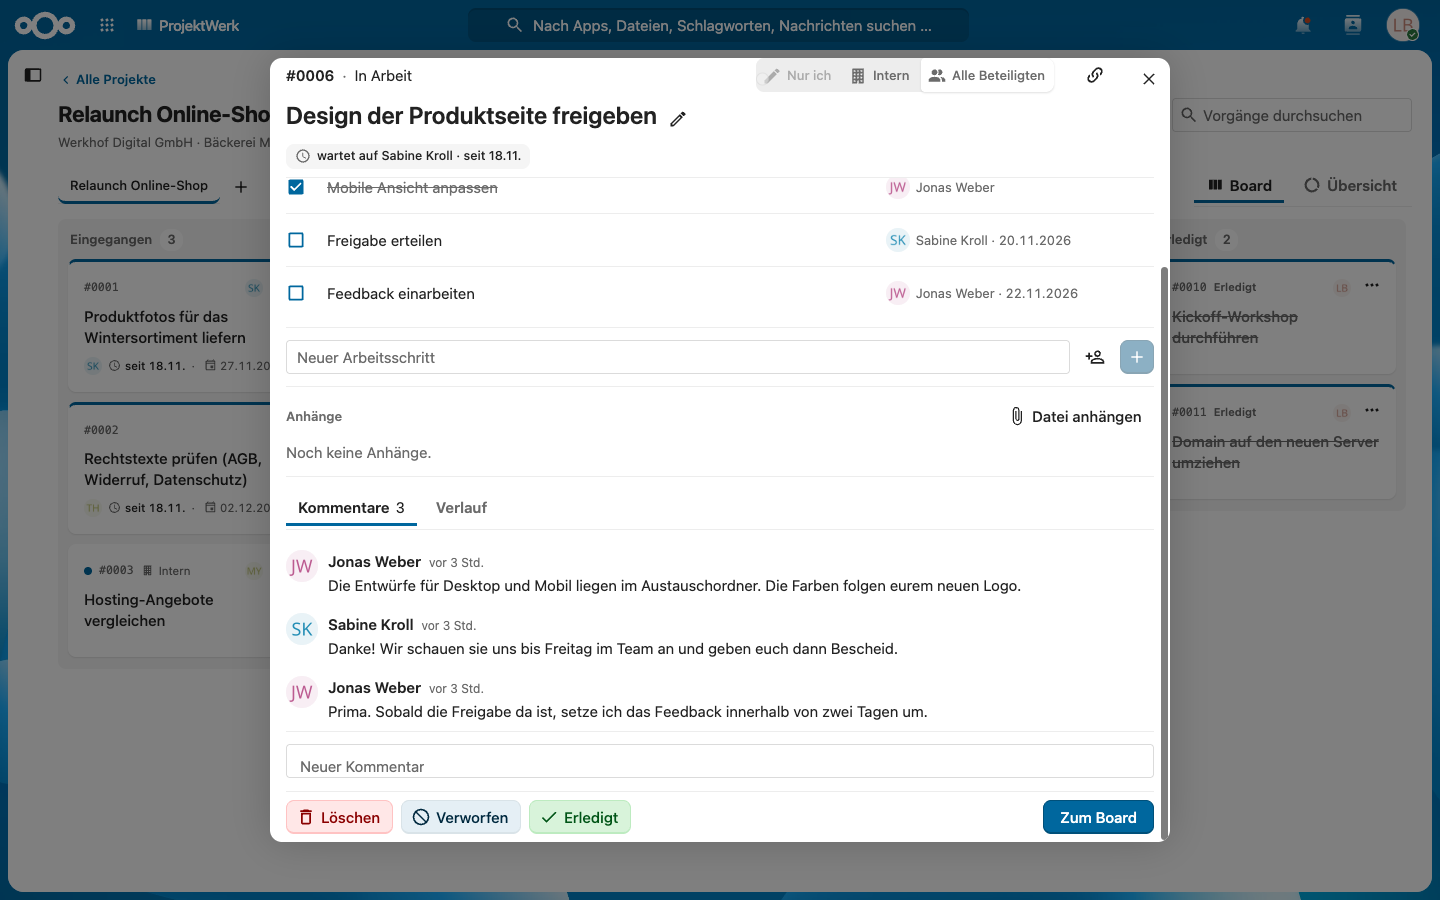 ProjektWerk
Nach Apps, Dateien, Schlagworten, Nachrichten suchen ...
LB
Alle Projekte
Relaunch Online-Sho
Werkhof Digital GmbH · Bäckerei M
Relaunch Online-Shop
Vorgänge durchsuchen
Board
Übersicht
Eingegangen 3
#0001
SK
Produktfotos für das
Wintersortiment liefern
SK seit 18.11. · 27.11.20
#0002
Rechtstexte prüfen (AGB,
Widerruf, Datenschutz)
TH seit 18.11. · 02.12.20
#0003 Intern MY
Hosting-Angebote
vergleichen
#0006 · In Arbeit
Nur ich
Intern
Alle Beteiligten
Design der Produktseite freigeben
wartet auf Sabine Kroll · seit 18.11.
Mobile Ansicht anpassen
JW Jonas Weber
Freigabe erteilen
SK Sabine Kroll · 20.11.2026
Feedback einarbeiten
JW Jonas Weber · 22.11.2026
Neuer Arbeitsschritt
Anhänge
Datei anhängen
Noch keine Anhänge.
Kommentare 3
Verlauf
JW Jonas Weber vor 3 Std.
Die Entwürfe für Desktop und Mobil liegen im Austauschordner. Die Farben folgen eurem neuen Logo.
SK Sabine Kroll vor 3 Std.
Danke! Wir schauen sie uns bis Freitag im Team an und geben euch dann Bescheid.
JW Jonas Weber vor 3 Std.
Prima. Sobald die Freigabe da ist, setze ich das Feedback innerhalb von zwei Tagen um.
Neuer Kommentar
Löschen
Verworfen
Erledigt
Zum Board
ledigt 2
#0010 Erledigt LB
Kickoff-Workshop
durchführen
#0011 Erledigt LB
Domain auf den neuen Server
umziehen